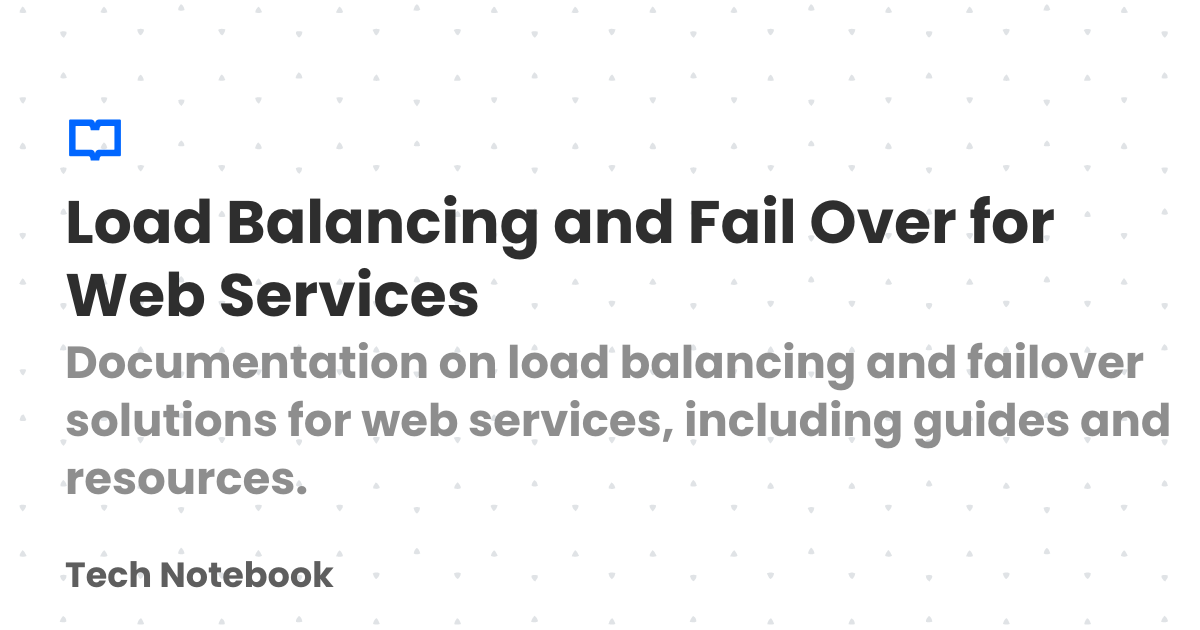 Load Balancing and Fail Over for
Web Services
Documentation on load balancing and failover
solutions for web services, including guides and
resources.
Tech Notebook